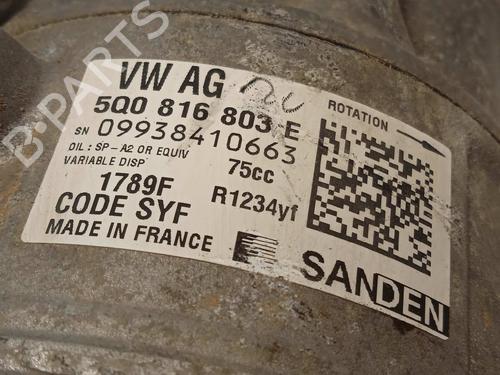 B-PARTS
VW AG
5Q0 816 803 E
SN 09938410663
OIL : SP-A2 OR EQUIV 75cc
VARIABLE DISP
1789F R1234yf
CODE SYF
MADE IN FRANCE
ROTATION
SANDEN